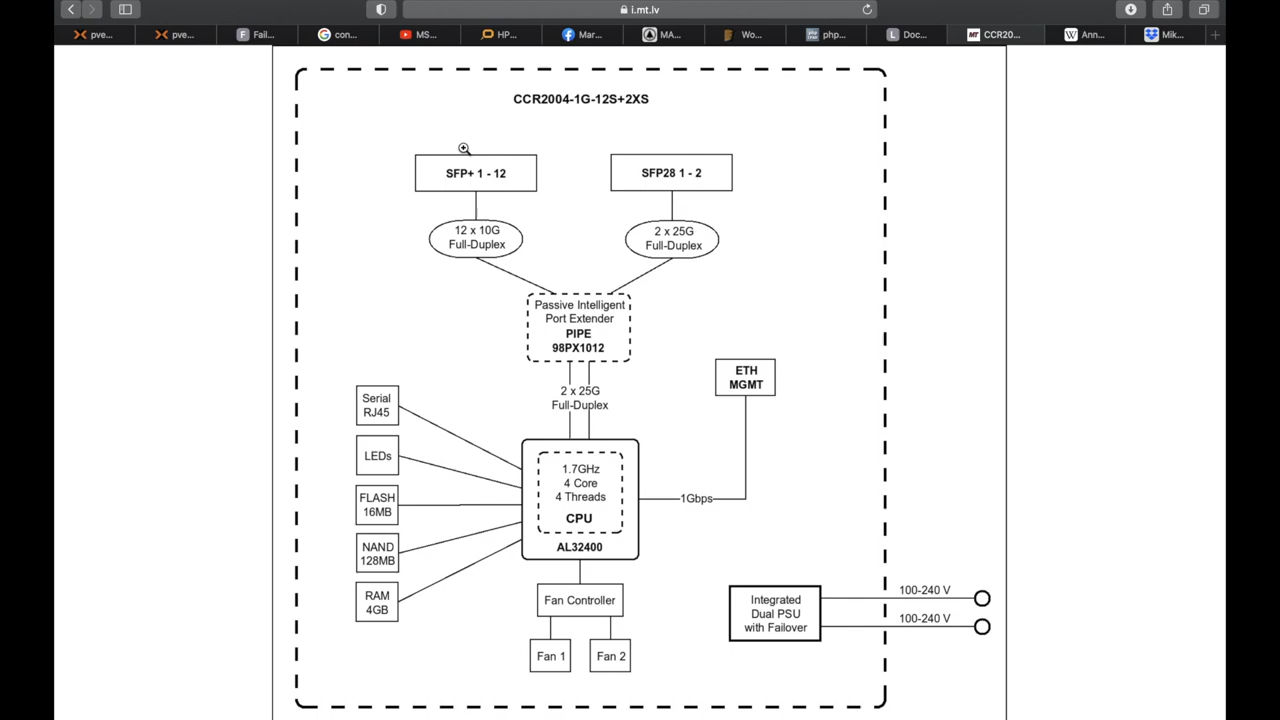 i.mt.lv
pve...
pve...
Fail...
con...
MS...
HP...
Mar...
MA...
Wo...
php...
Doc...
CCR20...
Ann...
Mik...
CCR2004-1G-12S+2XS
SFP+ 1 - 12
SFP28 1 - 2
12 x 10G
Full-Duplex
2 x 25G
Full-Duplex
Passive Intelligent
Port Extender
PIPE
98PX1012
2 x 25G
Full-Duplex
ETH
MGMT
Serial
RJ45
LEDs
FLASH
16MB
NAND
128MB
RAM
4GB
1.7GHz
4 Core
4 Threads
CPU
AL32400
1Gbps
Fan Controller
Fan 1
Fan 2
Integrated
Dual PSU
with Failover
100-240 V
100-240 V